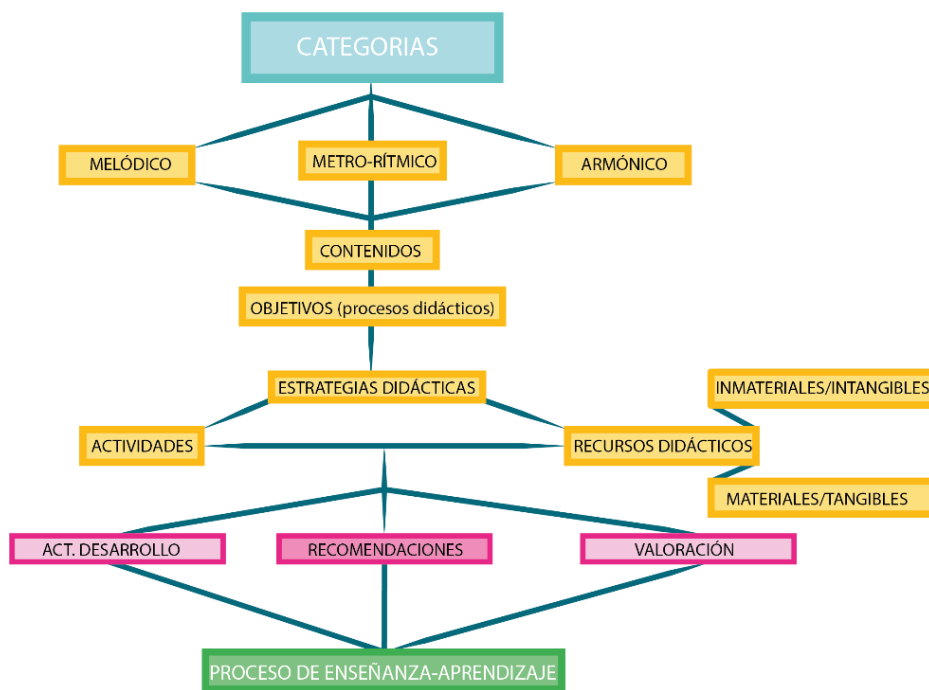 CATEGORIAS
MELÓDICO
METRO-RÍTMICO
ARMÓNICO
CONTENIDOS
OBJETIVOS (procesos didácticos)
ESTRATEGIAS DIDÁCTICAS
INMATERIALES/INTANGIBLES
ACTIVIDADES
RECURSOS DIDÁCTICOS
MATERIALES/TANGIBLES
ACT. DESARROLLO
RECOMENDACIONES
VALORACIÓN
PROCESO DE ENSEÑANZA-APRENDIZAJE